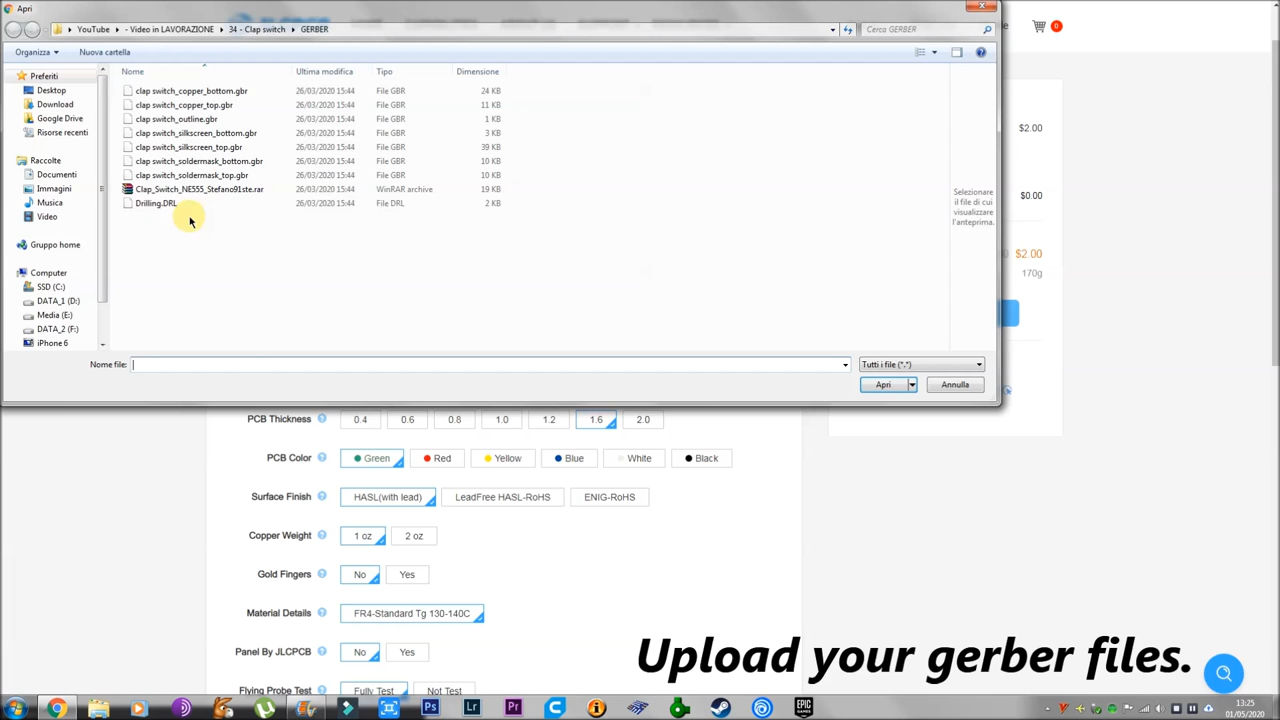 Apri
YouTube - Video in LAVORAZIONE 34 - Clap switch GERBER
Cerca GERBER
0
Organizza Nuova cartella
Preferiti
Desktop
Download
Google Drive
Risorse recenti
Raccolte
Documenti
Immagini
Musica
Video
Gruppo home
Computer
SSD (C:)
DATA_1 (D:)
Media (E:)
DATA_2 (F:)
iPhone 6
Nome Ultima modifica Tipo Dimensione
clap switch_copper_bottom.gbr 26/03/2020 15:44 File GBR 24 KB
clap switch_copper_top.gbr 26/03/2020 15:44 File GBR 11 KB
clap switch_outline.gbr 26/03/2020 15:44 File GBR 1 KB
clap switch_silkscreen_bottom.gbr 26/03/2020 15:44 File GBR 3 KB
clap switch_silkscreen_top.gbr 26/03/2020 15:44 File GBR 39 KB
clap switch_soldermask_bottom.gbr 26/03/2020 15:44 File GBR 10 KB
clap switch_soldermask_top.gbr 26/03/2020 15:44 File GBR 10 KB
Clap_Switch_NE555_Stefano91ste.rar 26/03/2020 15:44 WinRAR archive 19 KB
Drilling.DRL 26/03/2020 15:44 File DRL 2 KB
Selezionare
il file di cui
visualizzare
l'anteprima.
$2.00
$0.00
$2.00
170g
Nome file: Tutti i file (*.*)
Apri Annulla
PCB Thickness 0.4 0.6 0.8 1.0 1.2 1.6 2.0
PCB Color Green Red Yellow Blue White Black
Surface Finish HASL(with lead) LeadFree HASL-RoHS ENIG-RoHS
Copper Weight 1 oz 2 oz
Gold Fingers No Yes
Material Details FR4-Standard Tg 130-140C
Panel By JLCPCB No Yes
Flying Probe Test Fully Test Not Test
Upload your gerber files.
Ps Lr Pr EPIC GAMES
13:25
01/05/2020